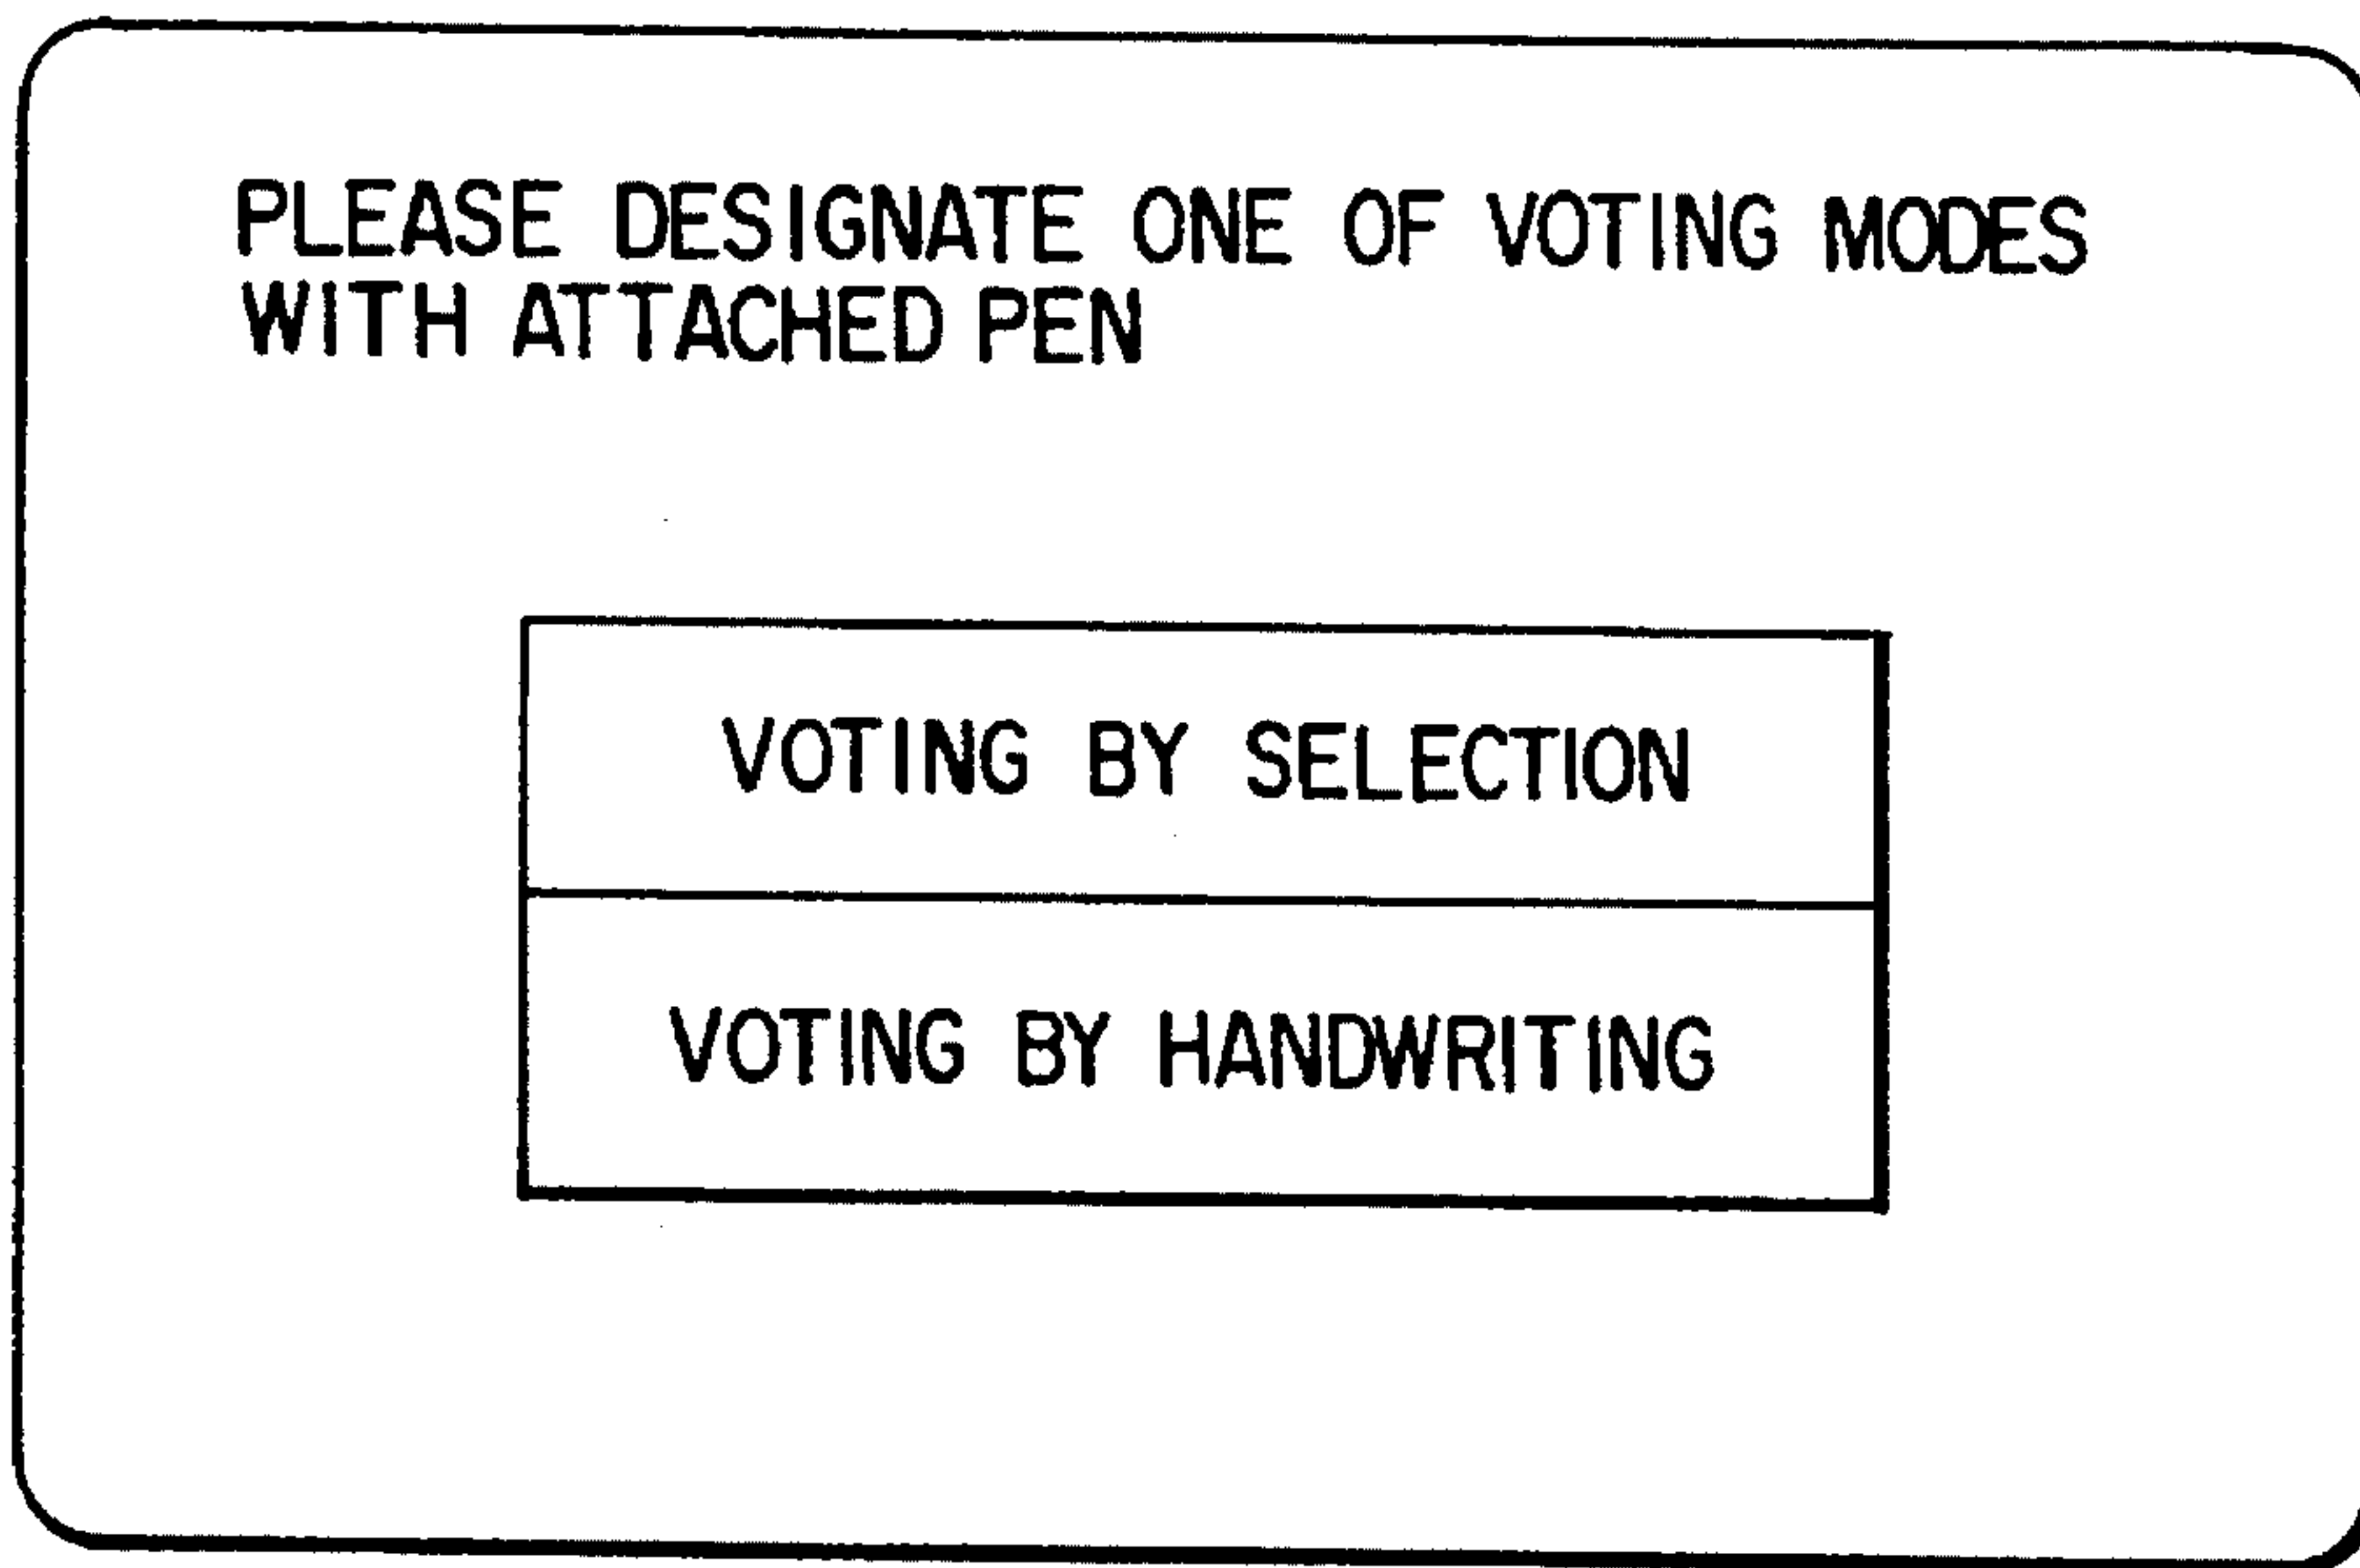 PLEASE DESIGNATE ONE OF VOTING MODES
WITH ATTACHED PEN
VOTING BY SELECTION
VOTING BY HANDWRITING